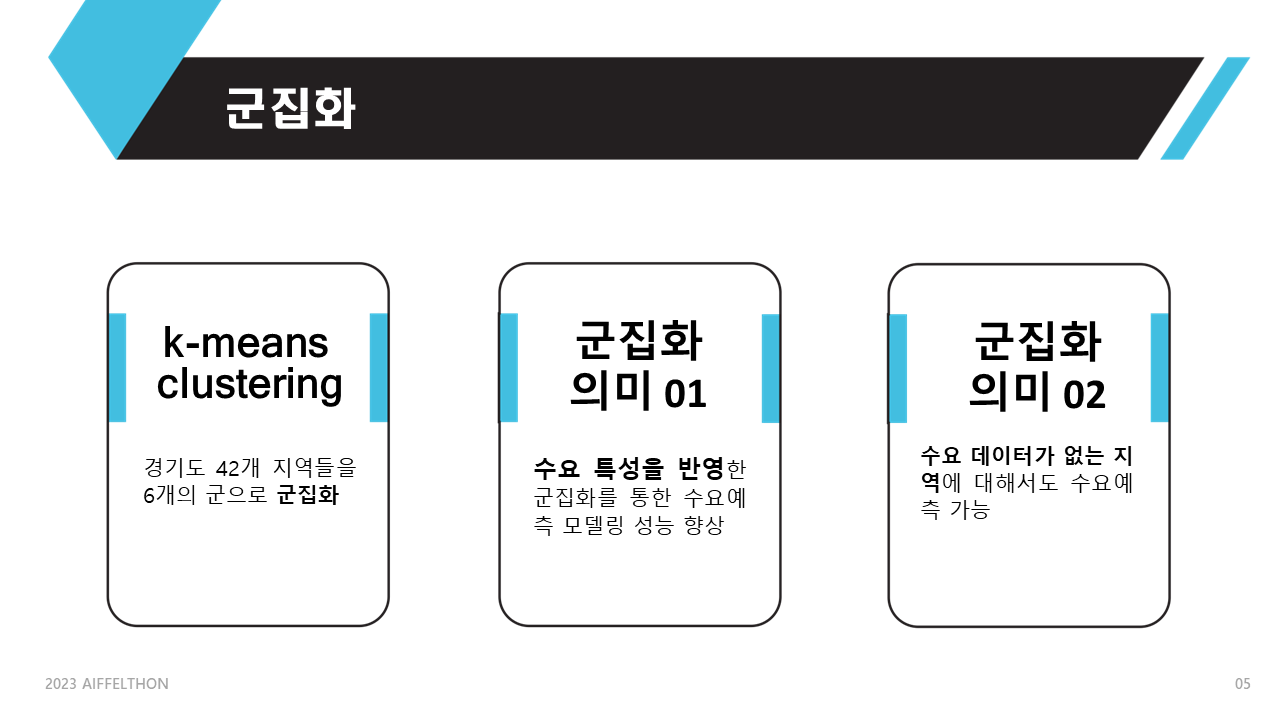 군집화
k-means
clustering
경기도 42개 지역들을
6개의 군으로 군집화
군집화
의미 01
수요 특성을 반영한
군집화를 통한 수요예
측 모델링 성능 향상
군집화
의미 02
수요 데이터가 없는 지
역에 대해서도 수요예
측 가능
2023 AIFFELTHON
05